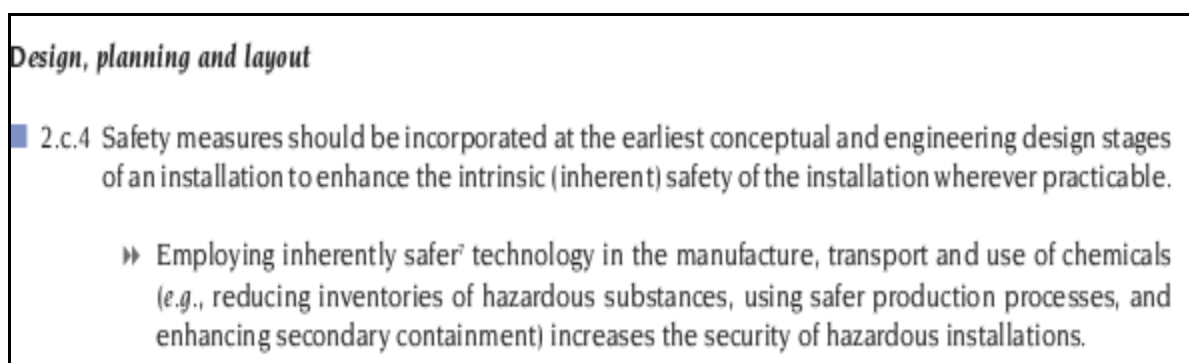 Design, planning and layout
2.c.4 Safety measures should be incorporated at the earliest conceptual and engineering design stages
of an installation to enhance the intrinsic (inherent) safety of the installation wherever practicable.
Employing inherently safer⁷ technology in the manufacture, transport and use of chemicals
(e.g., reducing inventories of hazardous substances, using safer production processes, and
enhancing secondary containment) increases the security of hazardous installations.